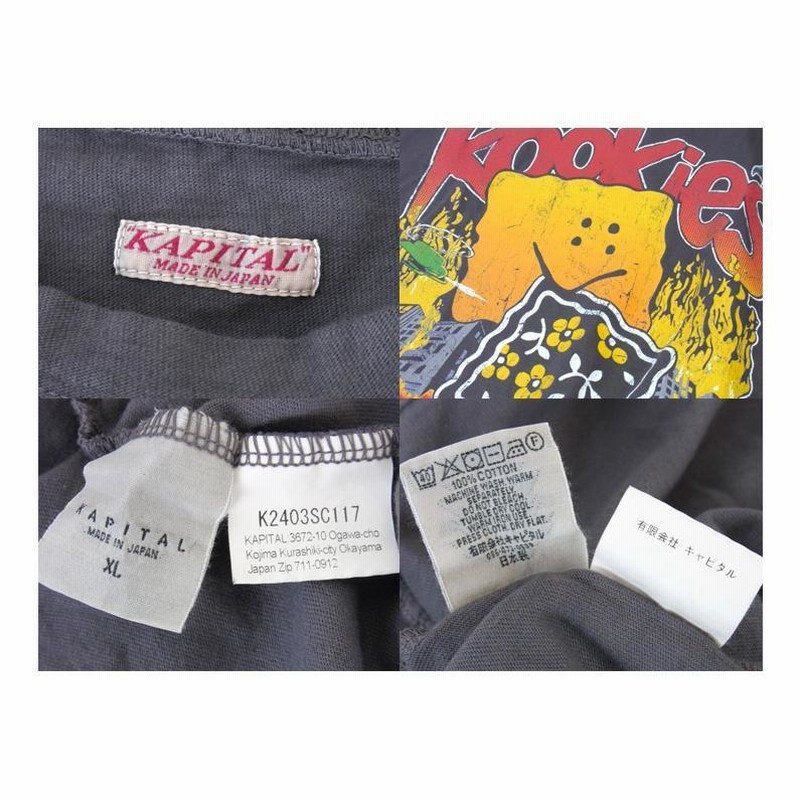 "KAPITAL"
MADE IN JAPAN
Kookies
KAPITAL
MADE IN JAPAN
XL
K2403SC117
KAPITAL.3672-10 Ogawa-cho
Kojima Kurashiki-city Okayama
Japan Zip 711-0912
40 F
100% COTTON
MACHINE WASH WARM
SEPARATELY
DO NOT BLEACH.
TUMBLE DRY COOL
WARM IRON USE
PRESS CLOTH. DRY FLAT.
有限会社キャピタル
日本製
有限会社 キャピタル